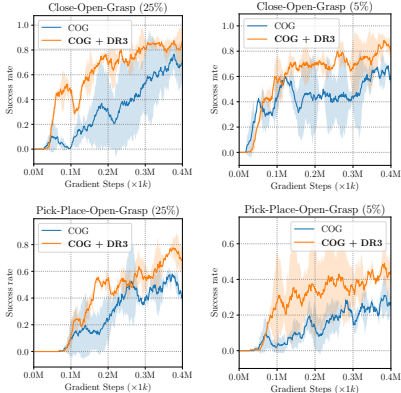 Close-Open-Grasp (25%)
COG
COG + DR3
Success rate
1.0
0.8
0.6
0.4
0.2
0.0
0.0M 0.1M 0.2M 0.3M 0.4M
Gradient Steps (×1k)
Close-Open-Grasp (5%)
COG
COG + DR3
Success rate
0.8
0.6
0.4
0.2
0.0
0.0M 0.1M 0.2M 0.3M 0.4M
Gradient Steps (×1k)
Pick-Place-Open-Grasp (25%)
COG
COG + DR3
Success rate
1.0
0.8
0.6
0.4
0.2
0.0
0.0M 0.1M 0.2M 0.3M 0.4M
Gradient Steps (×1k)
Pick-Place-Open-Grasp (5%)
COG
COG + DR3
Success rate
0.6
0.4
0.2
0.0
0.0M 0.1M 0.2M 0.3M 0.4M
Gradient Steps (×1k)